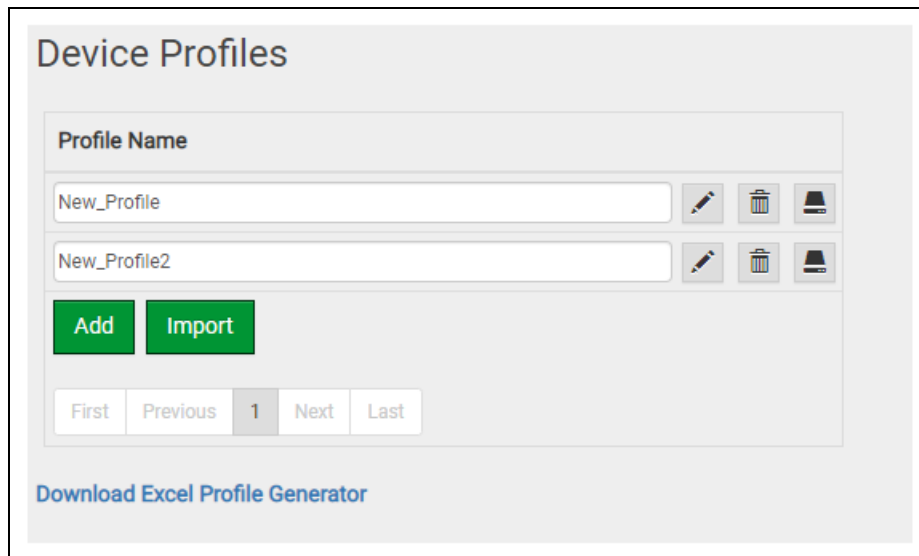 Device Profiles
Profile Name
New_Profile
New_Profile2
Add Import
First Previous 1 Next Last
Download Excel Profile Generator